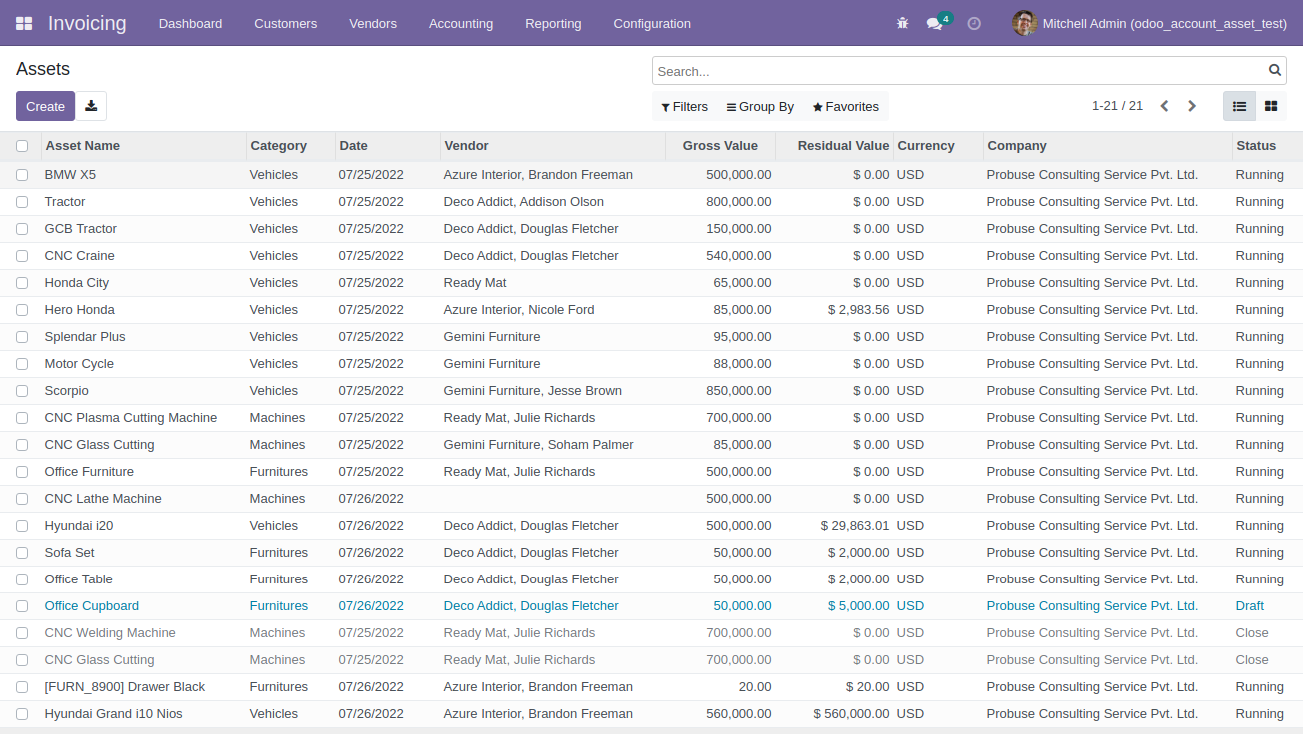 Invoicing Dashboard Customers Vendors Accounting Reporting Configuration 4 Mitchell Admin (odoo_account_asset_test)
Assets Search...
Create Filters Group By Favorites 1-21 / 21
Asset Name Category Date Vendor Gross Value Residual Value Currency Company Status
BMW X5 Vehicles 07/25/2022 Azure Interior, Brandon Freeman 500,000.00 $ 0.00 USD Probuse Consulting Service Pvt. Ltd. Running
Tractor Vehicles 07/25/2022 Deco Addict, Addison Olson 800,000.00 $ 0.00 USD Probuse Consulting Service Pvt. Ltd. Running
GCB Tractor Vehicles 07/25/2022 Deco Addict, Douglas Fletcher 150,000.00 $ 0.00 USD Probuse Consulting Service Pvt. Ltd. Running
CNC Craine Vehicles 07/25/2022 Deco Addict, Douglas Fletcher 540,000.00 $ 0.00 USD Probuse Consulting Service Pvt. Ltd. Running
Honda City Vehicles 07/25/2022 Ready Mat 65,000.00 $ 0.00 USD Probuse Consulting Service Pvt. Ltd. Running
Hero Honda Vehicles 07/25/2022 Azure Interior, Nicole Ford 85,000.00 $ 2,983.56 USD Probuse Consulting Service Pvt. Ltd. Running
Splendar Plus Vehicles 07/25/2022 Gemini Furniture 95,000.00 $ 0.00 USD Probuse Consulting Service Pvt. Ltd. Running
Motor Cycle Vehicles 07/25/2022 Gemini Furniture 88,000.00 $ 0.00 USD Probuse Consulting Service Pvt. Ltd. Running
Scorpio Vehicles 07/25/2022 Gemini Furniture, Jesse Brown 850,000.00 $ 0.00 USD Probuse Consulting Service Pvt. Ltd. Running
CNC Plasma Cutting Machine Machines 07/25/2022 Ready Mat, Julie Richards 700,000.00 $ 0.00 USD Probuse Consulting Service Pvt. Ltd. Running
CNC Glass Cutting Machines 07/25/2022 Gemini Furniture, Soham Palmer 85,000.00 $ 0.00 USD Probuse Consulting Service Pvt. Ltd. Running
Office Furniture Furnitures 07/25/2022 Ready Mat, Julie Richards 500,000.00 $ 0.00 USD Probuse Consulting Service Pvt. Ltd. Running
CNC Lathe Machine Machines 07/26/2022 500,000.00 $ 0.00 USD Probuse Consulting Service Pvt. Ltd. Running
Hyundai i20 Vehicles 07/26/2022 Deco Addict, Douglas Fletcher 500,000.00 $ 29,863.01 USD Probuse Consulting Service Pvt. Ltd. Running
Sofa Set Furnitures 07/26/2022 Deco Addict, Douglas Fletcher 50,000.00 $ 2,000.00 USD Probuse Consulting Service Pvt. Ltd. Running
Office Table Furnitures 07/26/2022 Deco Addict, Douglas Fletcher 50,000.00 $ 2,000.00 USD Probuse Consulting Service Pvt. Ltd. Running
Office Cupboard Furnitures 07/26/2022 Deco Addict, Douglas Fletcher 50,000.00 $ 5,000.00 USD Probuse Consulting Service Pvt. Ltd. Draft
CNC Welding Machine Machines 07/25/2022 Ready Mat, Julie Richards 700,000.00 $ 0.00 USD Probuse Consulting Service Pvt. Ltd. Close
CNC Glass Cutting Machines 07/25/2022 Ready Mat, Julie Richards 700,000.00 $ 0.00 USD Probuse Consulting Service Pvt. Ltd. Close
[FURN_8900] Drawer Black Furnitures 07/26/2022 Azure Interior, Brandon Freeman 20.00 $ 20.00 USD Probuse Consulting Service Pvt. Ltd. Running
Hyundai Grand i10 Nios Vehicles 07/26/2022 Azure Interior, Brandon Freeman 560,000.00 $ 560,000.00 USD Probuse Consulting Service Pvt. Ltd. Running